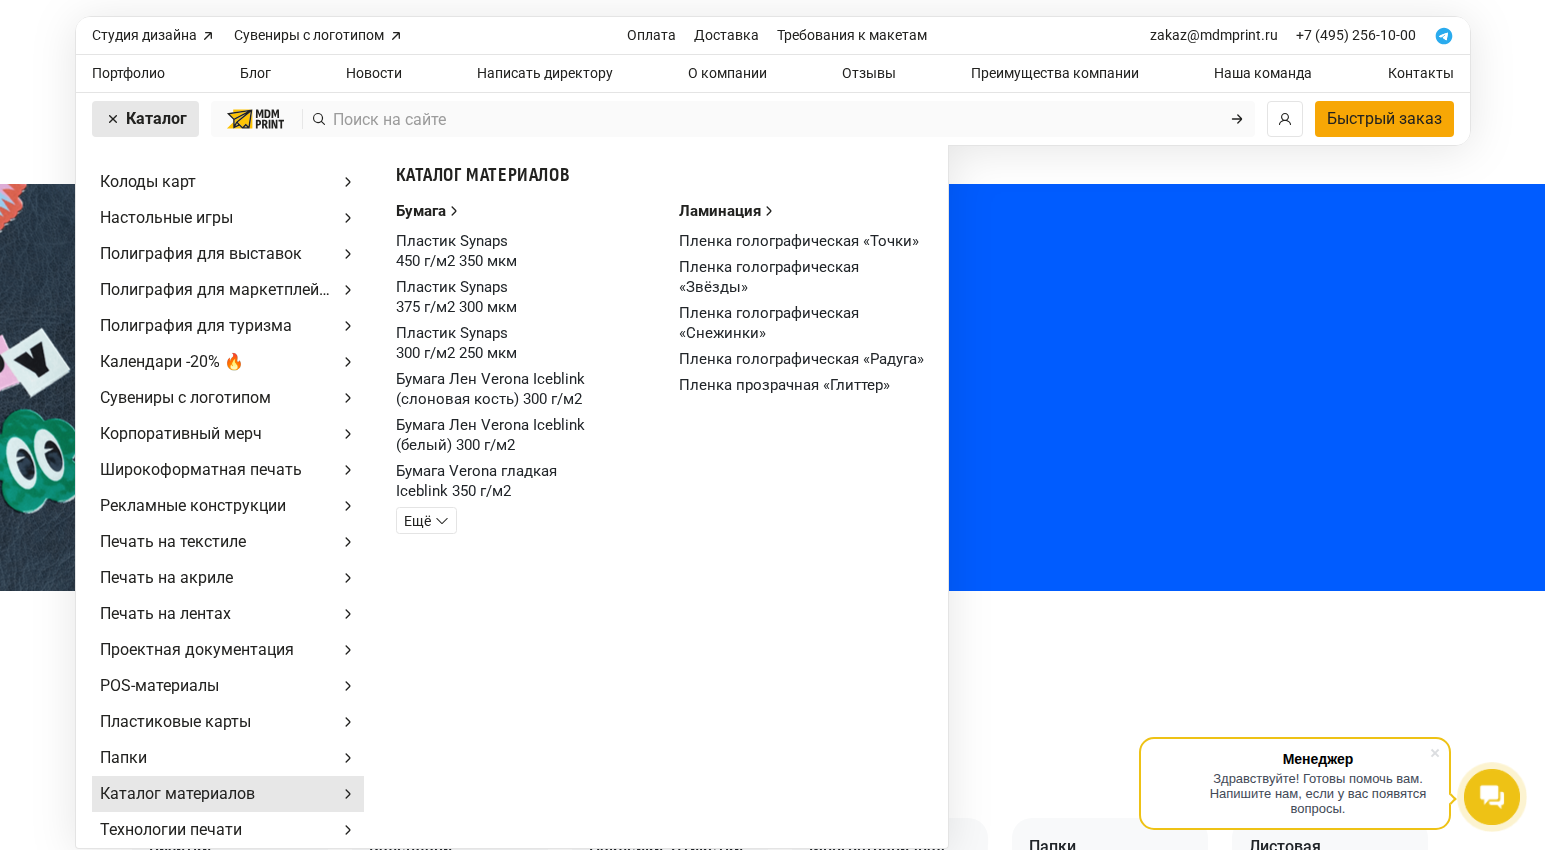 Студия дизайна
Сувениры с логотипом
Оплата
Доставка
Требования к макетам
zakaz@mdmprint.ru
+7 (495) 256-10-00
Портфолио
Блог
Новости
Написать директору
О компании
Отзывы
Преимущества компании
Наша команда
Контакты
Каталог
MDM
PRINT
Поиск на сайте
Быстрый заказ
Колоды карт
Настольные игры
Полиграфия для выставок
Полиграфия для маркетплей...
Полиграфия для туризма
Календари -20% 🔥
Сувениры с логотипом
Корпоративный мерч
Широкоформатная печать
Рекламные конструкции
Печать на текстиле
Печать на акриле
Печать на лентах
Проектная документация
POS-материалы
Пластиковые карты
Папки
Каталог материалов
Технологии печати
КАТАЛОГ МАТЕРИАЛОВ
Бумага
Пластик Synaps
450 г/м2 350 мкм
Пластик Synaps
375 г/м2 300 мкм
Пластик Synaps
300 г/м2 250 мкм
Бумага Лен Verona Iceblink
(слоновая кость) 300 г/м2
Бумага Лен Verona Iceblink
(белый) 300 г/м2
Бумага Verona гладкая
Iceblink 350 г/м2
Ещё
Ламинация
Пленка голографическая «Точки»
Пленка голографическая
«Звёзды»
Пленка голографическая
«Снежинки»
Пленка голографическая «Радуга»
Пленка прозрачная «Глиттер»
Менеджер
Здравствуйте! Готовы помочь вам.
Напишите нам, если у вас появятся
вопросы.
Папки
Листовая